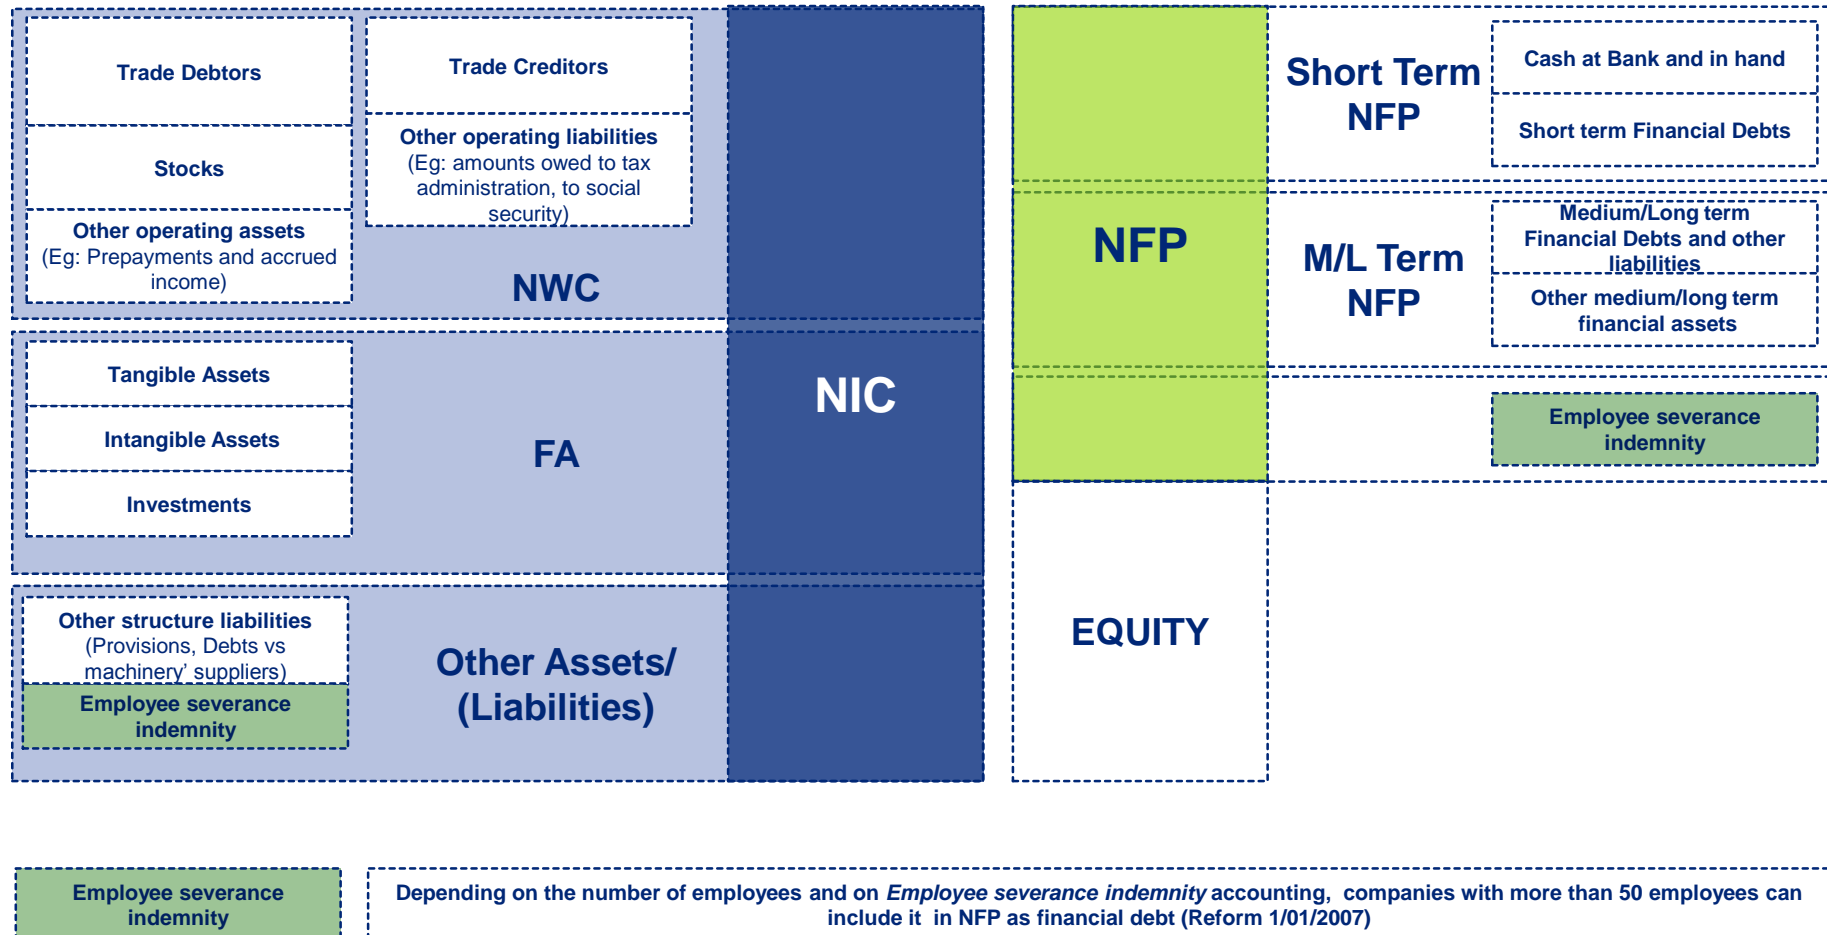 Trade Debtors
Stocks
Other operating assets
(Eg: Prepayments and accrued
income)
Trade Creditors
Other operating liabilities
(Eg: amounts owed to tax
administration, to social
security)
NWC
Tangible Assets
Intangible Assets
Investments
FA
Other structure liabilities
(Provisions, Debts vs
machinery’ suppliers)
Employee severance
indemnity
Other Assets/
(Liabilities)
NIC
NFP
EQUITY
Short Term
NFP
Cash at Bank and in hand
Short term Financial Debts
M/L Term
NFP
Medium/Long term
Financial Debts and other
liabilities
Other medium/long term
financial assets
Employee severance
indemnity
Employee severance
indemnity
Depending on the number of employees and on Employee severance indemnity accounting, companies with more than 50 employees can
include it in NFP as financial debt (Reform 1/01/2007)